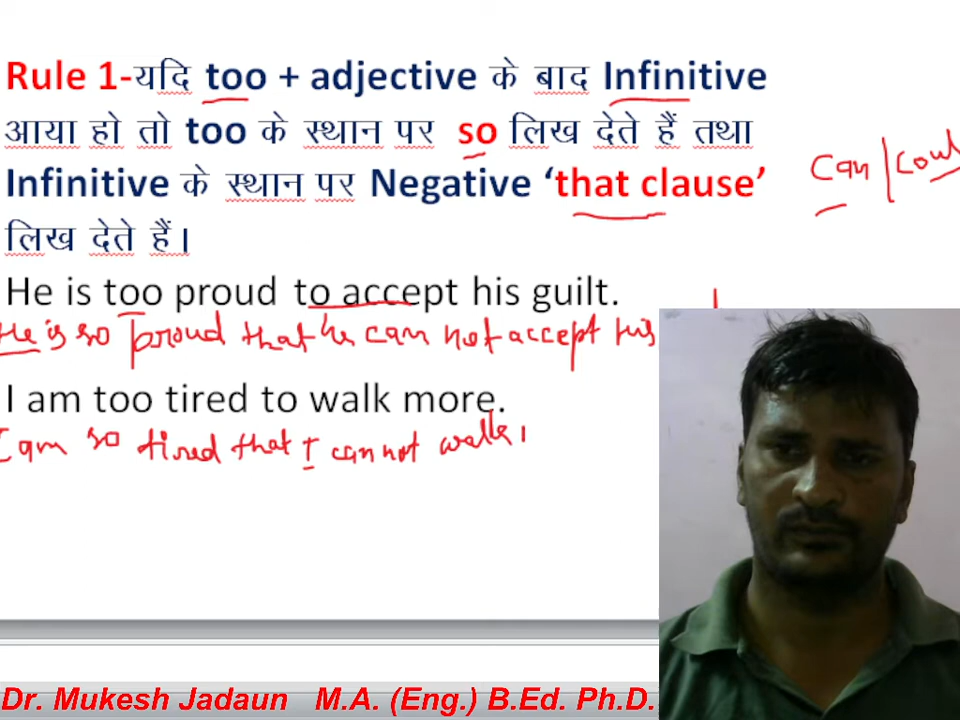 Rule 1-यदि too + adjective के बाद Infinitive
आया हो तो too के स्थान पर so लिख देते हैं तथा
Infinitive के स्थान पर Negative ‘that clause’
लिख देते हैं।
Can/Coul
He is too proud to accept his guilt.
He is so proud that he can not accept his
I am too tired to walk more.
I am so tired that I can not walk
Dr. Mukesh Jadaun M.A. (Eng.) B.Ed. Ph.D.